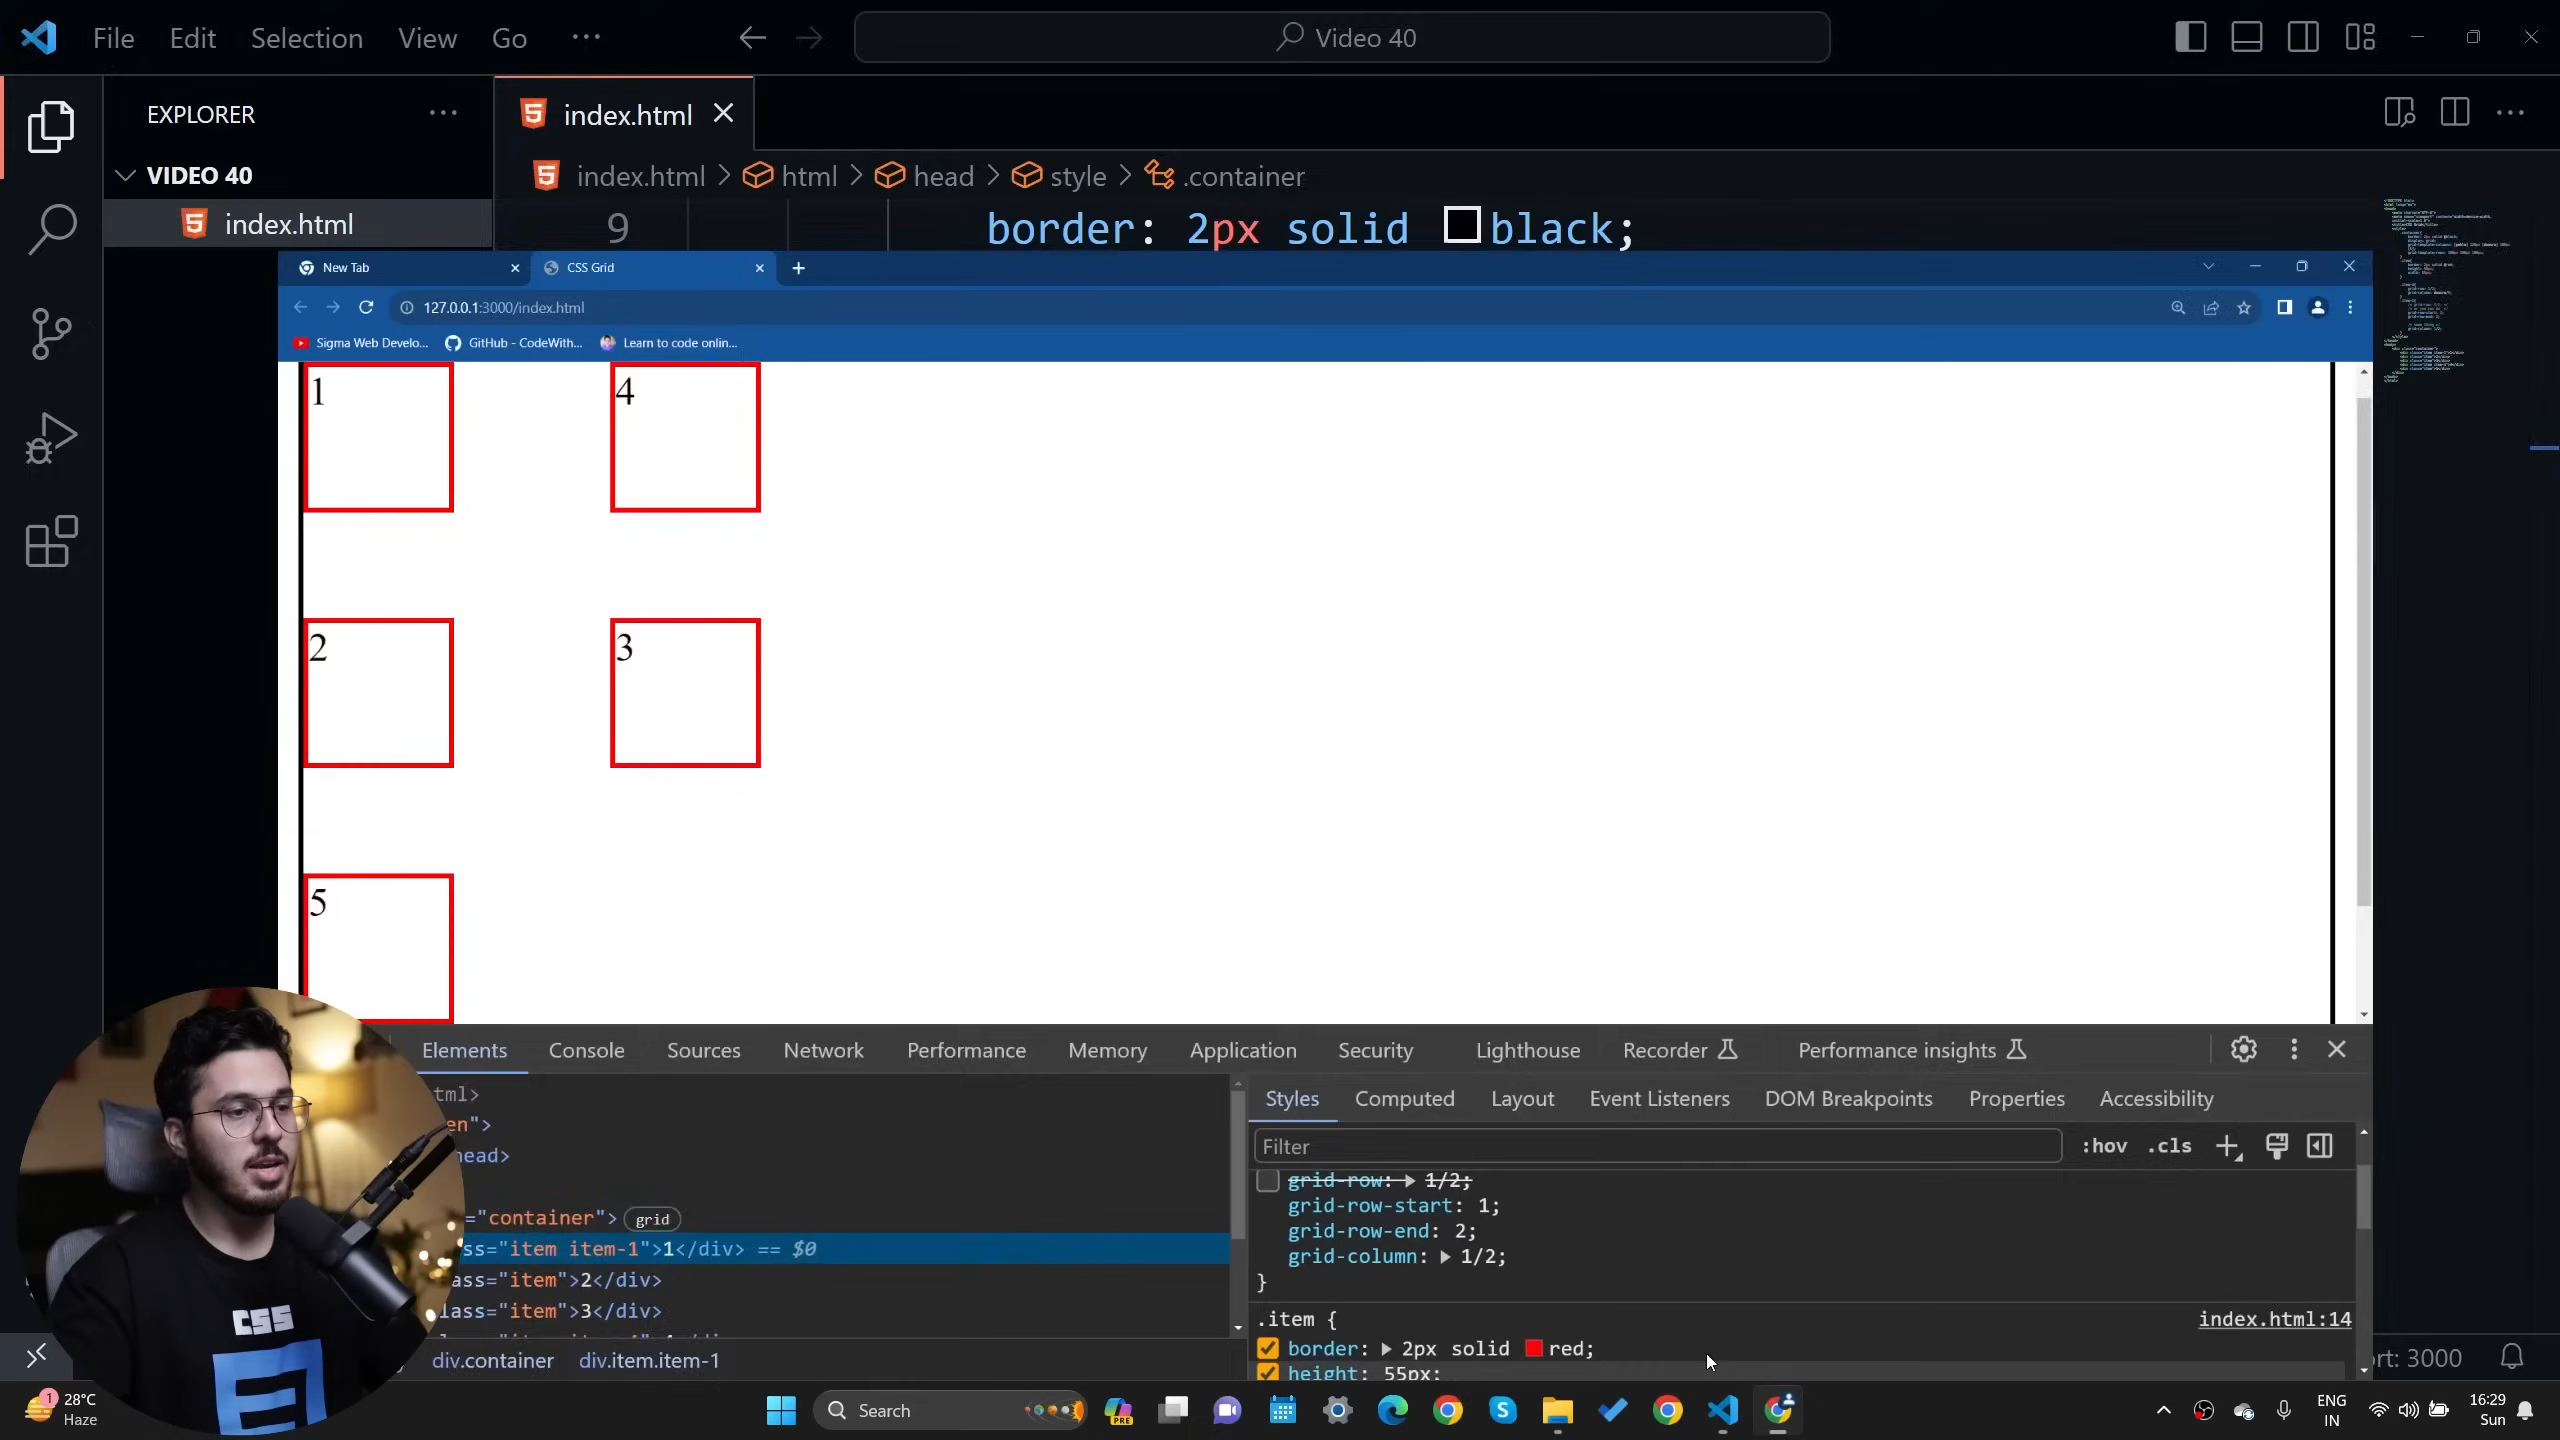 File Edit Selection View Go ···
Video 40
EXPLORER
index.html
VIDEO 40
index.html > html > head > style > .container
index.html
9 border: 2px solid black;
New Tab
CSS Grid
127.0.0.1:3000/index.html
Sigma Web Develo...
GitHub - CodeWith...
Learn to code onlin...
1
4
2
3
5
Elements Console Sources Network Performance Memory Application Security Lighthouse Recorder Performance insights
tml>
en">
head>
="container"> grid
ss="item item-1">1</div> == $0
ass="item">2</div>
lass="item">3</div>
div.container div.item.item-1
Styles Computed Layout Event Listeners DOM Breakpoints Properties Accessibility
Filter
:hov .cls
grid-row: 1/2;
grid-row-start: 1;
grid-row-end: 2;
grid-column: 1/2;
}
.item {
index.html:14
border: 2px solid red;
height: 55px;
rt: 3000
CSS
1
28°C
Haze
Search
PRE
ENG
IN
16:29
Sun